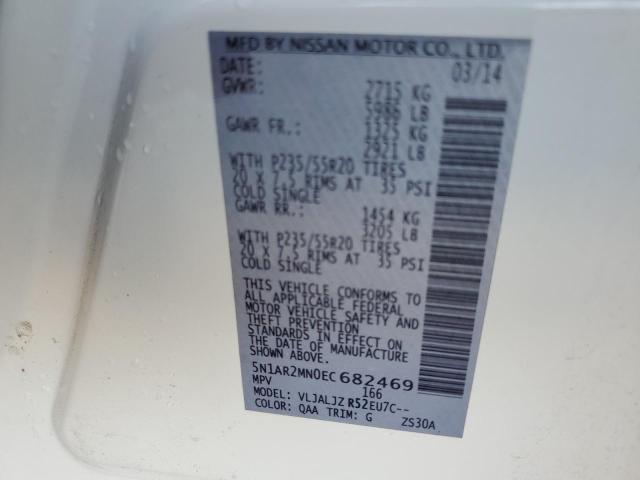 MFD BY NISSAN MOTOR CO., LTD.
DATE: 03/14
GVWR: 2715 KG
5986 LB
GAWR FR.: 1325 KG
2921 LB
WITH P235/55R20 TIRES
20 X 7.5 RIMS AT 35 PSI
COLD SINGLE
GAWR RR.: 1454 KG
3205 LB
WITH P235/55R20 TIRES
20 X 7.5 RIMS AT 35 PSI
COLD SINGLE
THIS VEHICLE CONFORMS TO
ALL APPLICABLE FEDERAL
MOTOR VEHICLE SAFETY AND
THEFT PREVENTION
STANDARDS IN EFFECT ON
THE DATE OF MANUFACTURE
SHOWN ABOVE.
5N1AR2MN0EC682469
MPV 166
MODEL: VLJALJZ R52EU7C--
COLOR: QAA TRIM: G ZS30A